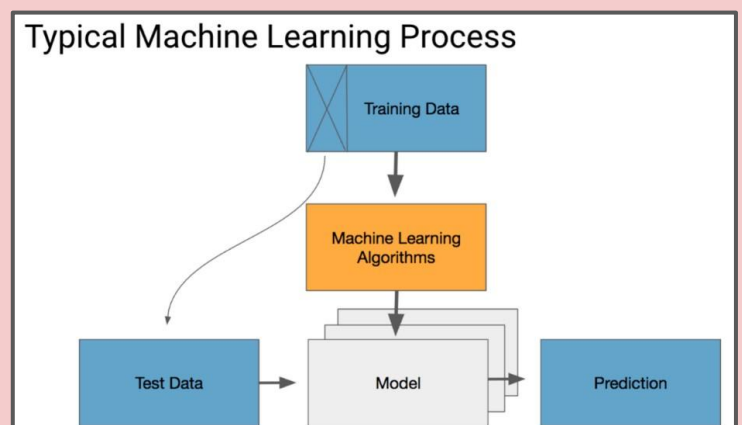 Typical Machine Learning Process
Training Data
Machine Learning
Algorithms
Test Data
Model
Prediction